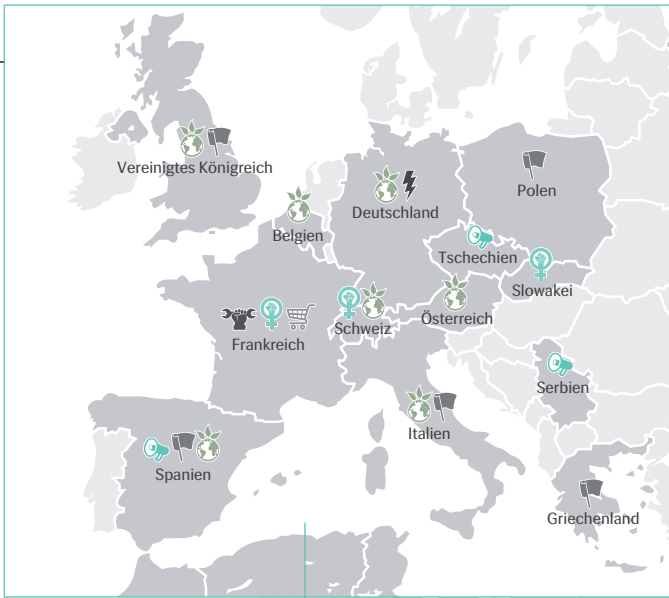 Vereinigtes Königreich
Polen
Deutschland
Belgien
Tschechien
Slowakei
Schweiz
Österreich
Frankreich
Serbien
Italien
Spanien
Griechenland